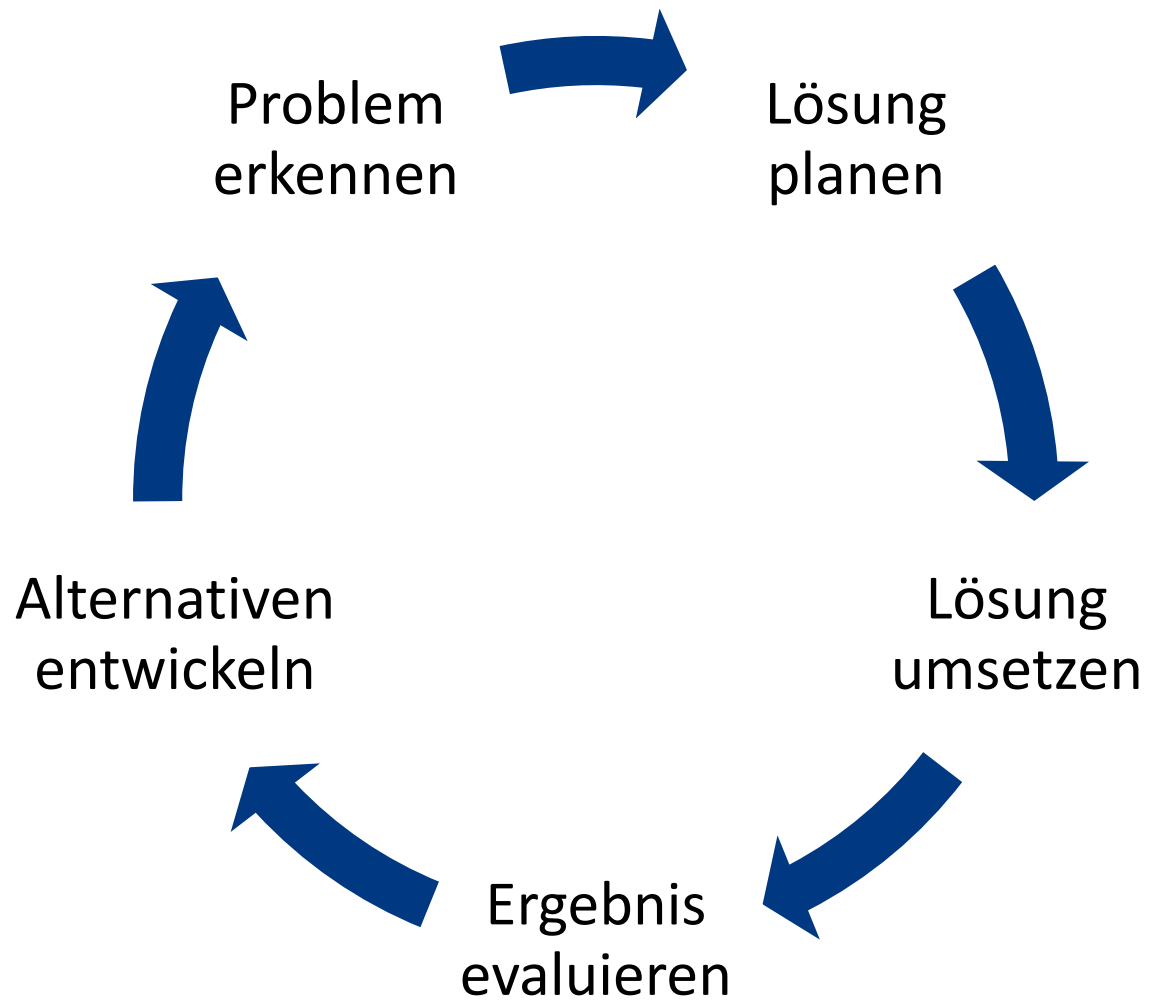 Problem
erkennen
Lösung
planen
Lösung
umsetzen
Ergebnis
evaluieren
Alternativen
entwickeln